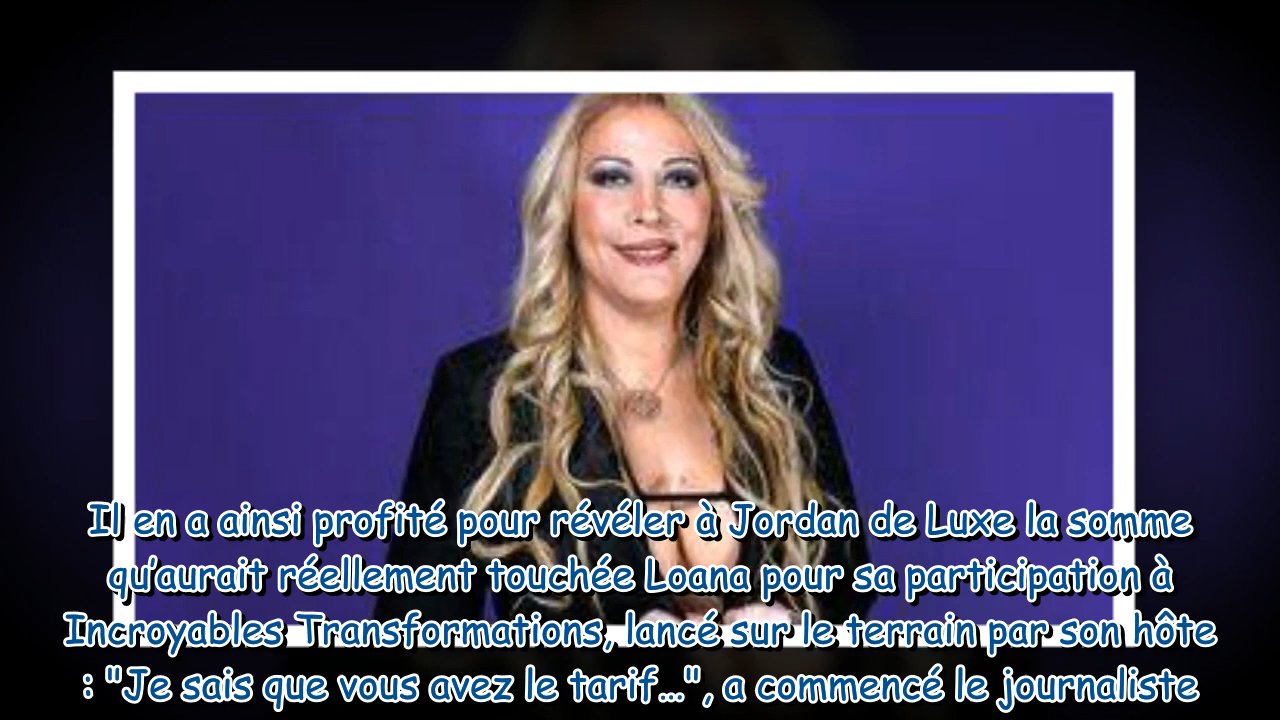 Il en a ainsi profité pour révéler à Jordan de Luxe la somme
qu'aurait réellement touchée Loana pour sa participation à
Incroyables Transformations, lancé sur le terrain par son hôte
: "Je sais que vous avez le tarif...", a commencé le journaliste